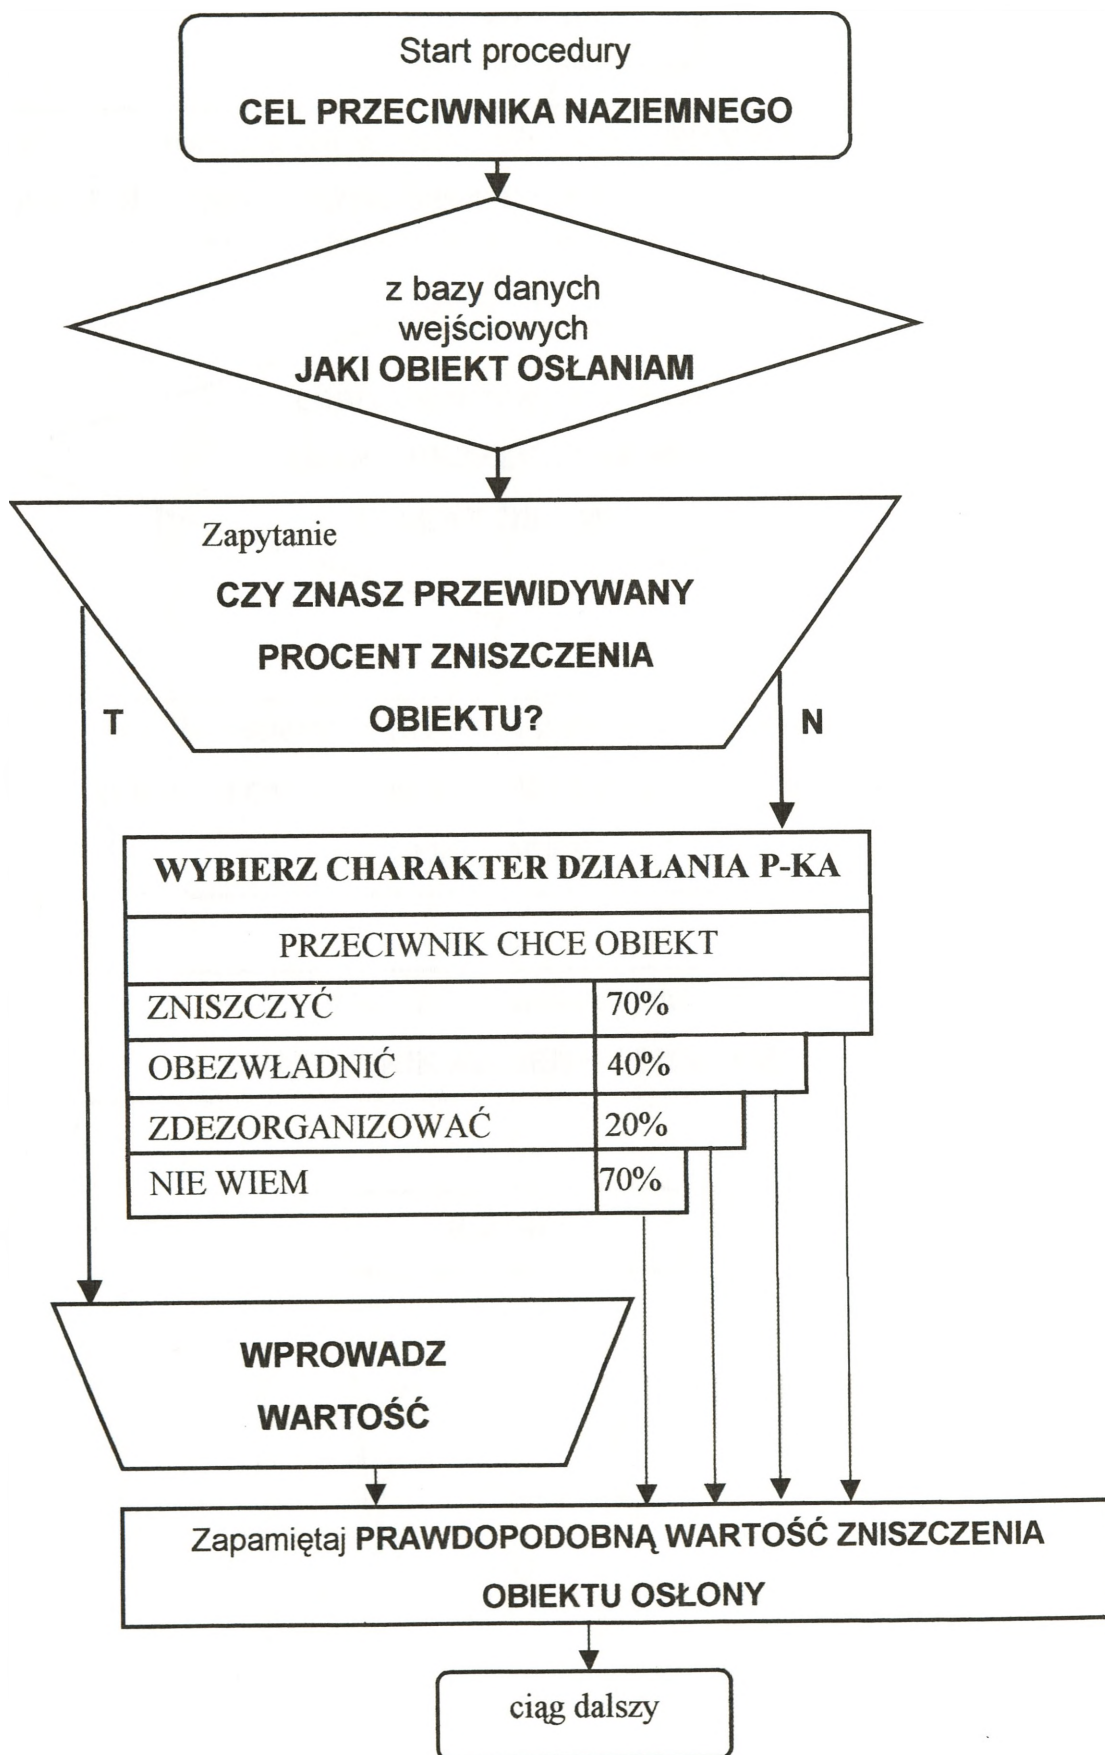 Start procedury
CEL PRZECIWNIKA NAZIEMNEGO
z bazy danych
wejściowych
JAKI OBIEKT OSŁANIAM
Zapytanie
CZY ZNASZ PRZEWIDYWANY
PROCENT ZNISZCZENIA
OBIEKTU?
T
N
WYBIERZ CHARAKTER DZIAŁANIA P-KA
PRZECIWNIK CHCE OBIEKT
ZNISZCZYĆ 70%
OBEZWŁADNIĆ 40%
ZDEZORGANIZOWAĆ 20%
NIE WIEM 70%
WPROWADZ
WARTOŚĆ
Zapamiętaj PRAWDOPODOBNĄ WARTOŚĆ ZNISZCZENIA
OBIEKTU OSŁONY
ciąg dalszy